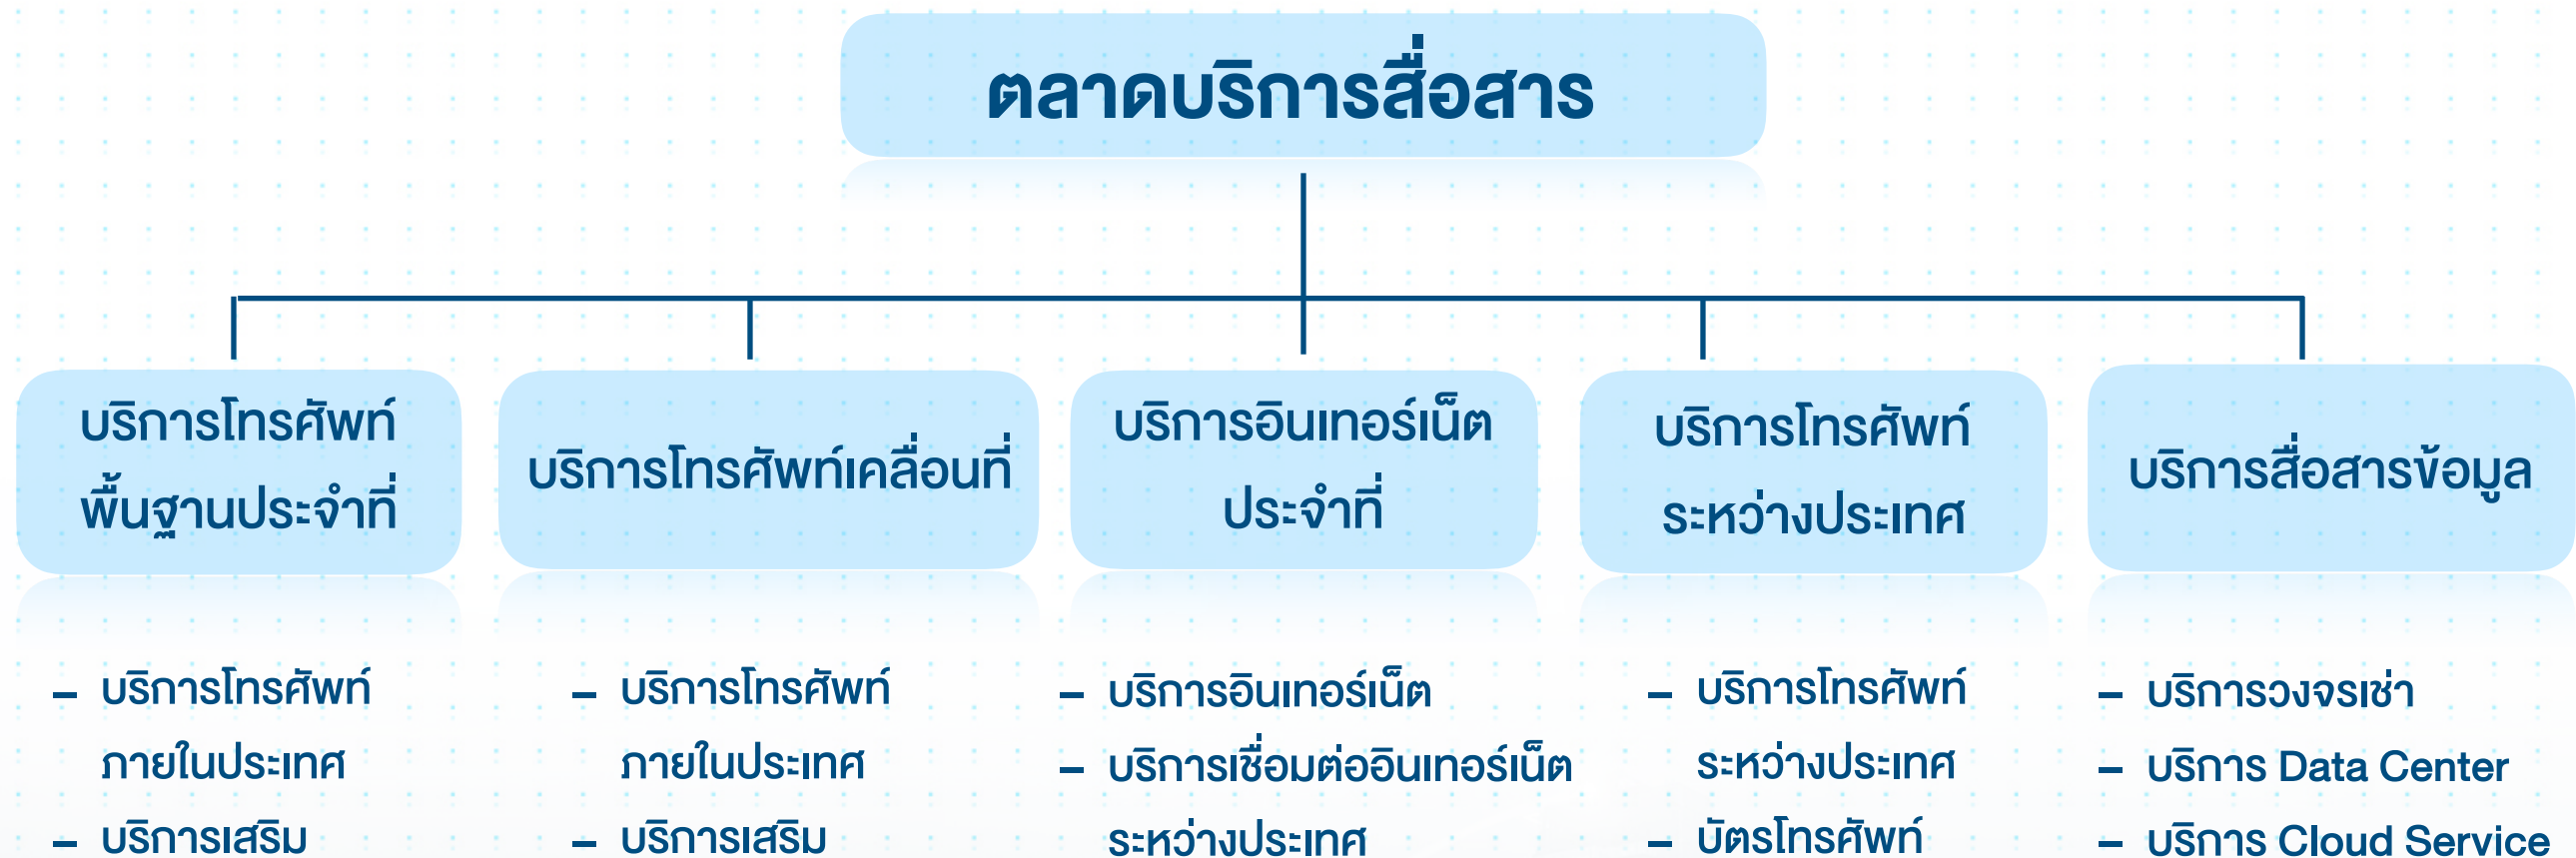 ตลาดบริการสื่อสาร
บริการโทรศัพท์
พื้นฐานประจำที่
บริการโทรศัพท์เคลื่อนที่
บริการอินเทอร์เน็ต
ประจำที่
บริการโทรศัพท์
ระหว่างประเทศ
บริการสื่อสารข้อมูล
– บริการโทรศัพท์
ภายในประเทศ
– บริการเสริม
– บริการโทรศัพท์
ภายในประเทศ
– บริการเสริม
– บริการอินเทอร์เน็ต
– บริการเชื่อมต่ออินเทอร์เน็ต
ระหว่างประเทศ
– บริการโทรศัพท์
ระหว่างประเทศ
– บัตรโทรศัพท์
– บริการวงจรเช่า
– บริการ Data Center
– บริการ Cloud Service